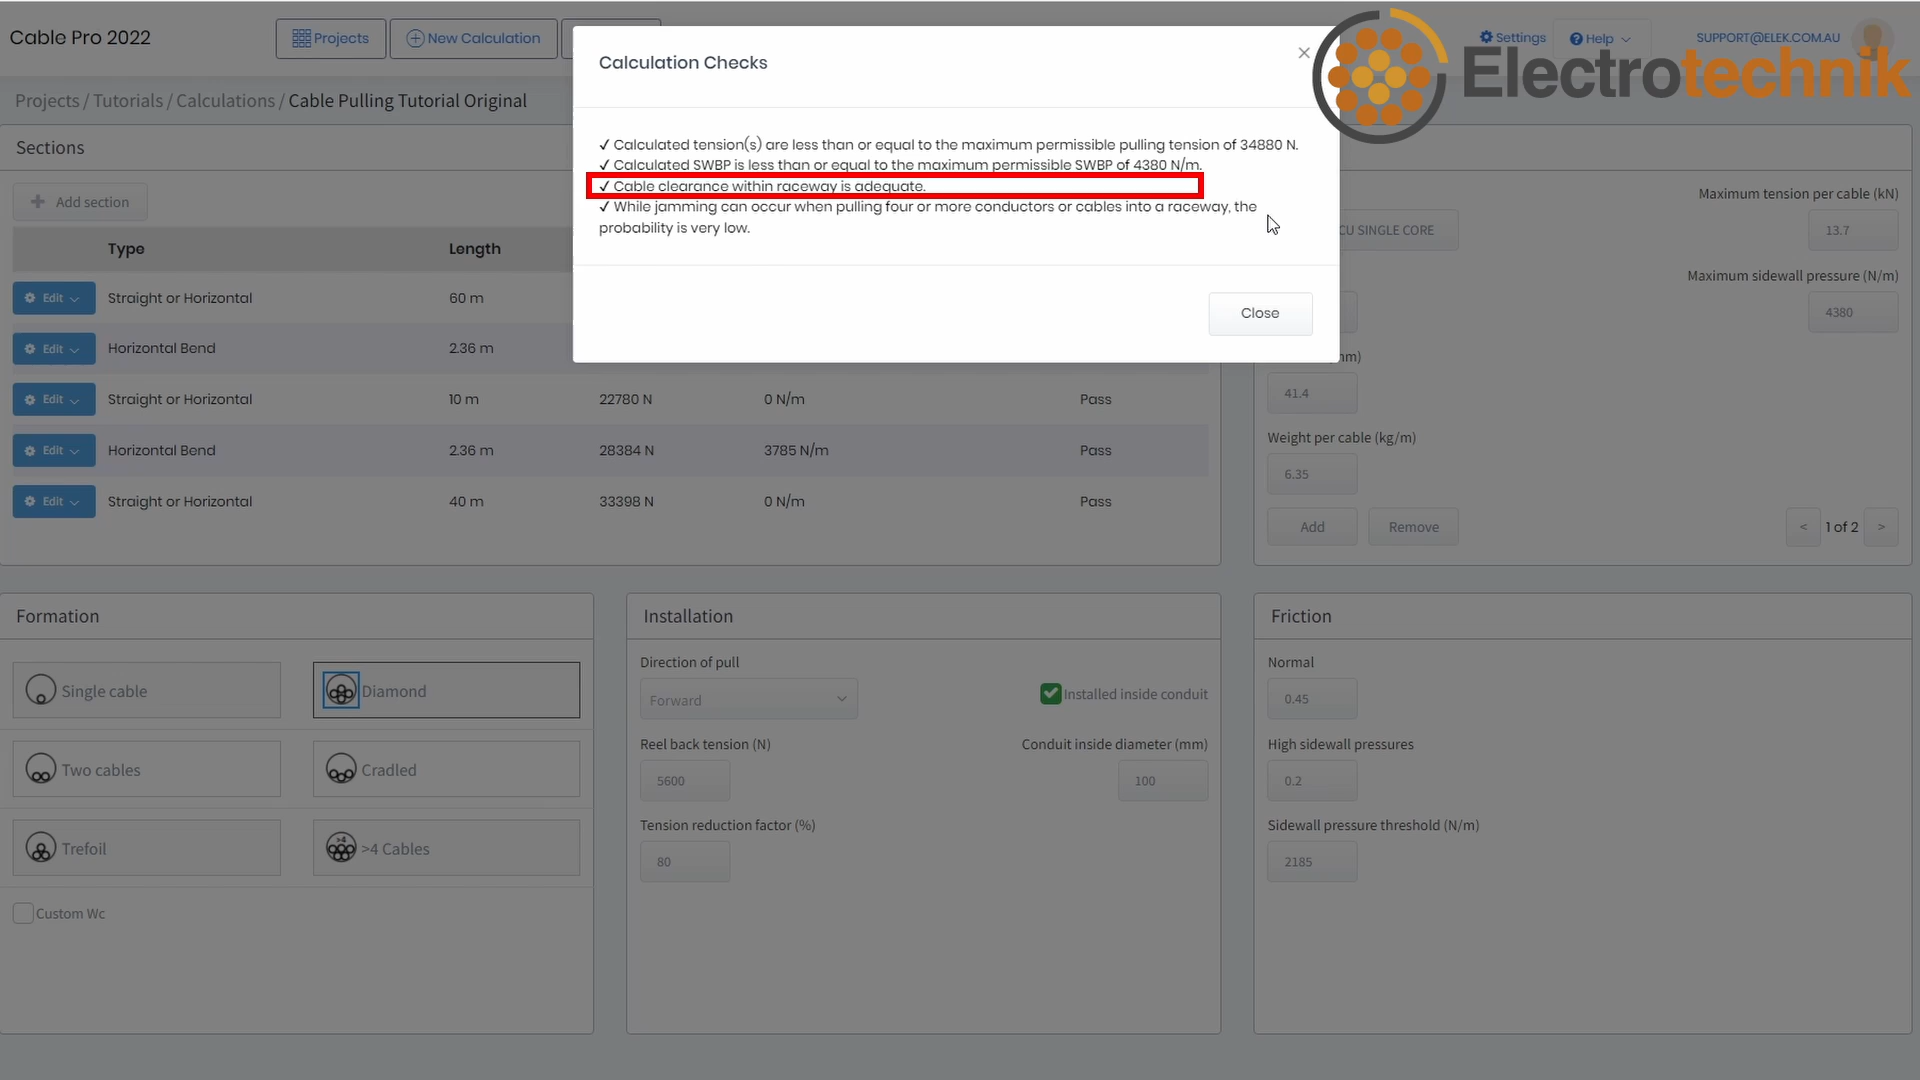 Cable Pro 2022
Projects
New Calculation
Settings
Help
SUPPORT@ELEK.COM.AU
Electrotechnik
Projects / Tutorials / Calculations / Cable Pulling Tutorial Original
Calculation Checks
✓ Calculated tension(s) are less than or equal to the maximum permissible pulling tension of 34880 N.
✓ Calculated SWBP is less than or equal to the maximum permissible SWBP of 4380 N/m.
✓ Cable clearance within raceway is adequate.
✓ While jamming can occur when pulling four or more conductors or cables into a raceway, the
probability is very low.
Close
Sections
Add section
Type Length
Edit Straight or Horizontal 60 m
Edit Horizontal Bend 2.36 m
Edit Straight or Horizontal 10 m 22780 N 0 N/m Pass
Edit Horizontal Bend 2.36 m 28384 N 3785 N/m Pass
Edit Straight or Horizontal 40 m 33398 N 0 N/m Pass
Maximum tension per cable (kN)
CU SINGLE CORE
13.7
Maximum sidewall pressure (N/m)
4380
41.4
Weight per cable (kg/m)
6.35
Add
Remove
< 1 of 2 >
Formation
Single cable
Diamond
Two cables
Cradled
Trefoil
>4 Cables
Custom Wc
Installation
Direction of pull
Forward
Installed inside conduit
Reel back tension (N)
5600
Conduit inside diameter (mm)
100
Tension reduction factor (%)
80
Friction
Normal
0.45
High sidewall pressures
0.2
Sidewall pressure threshold (N/m)
2185